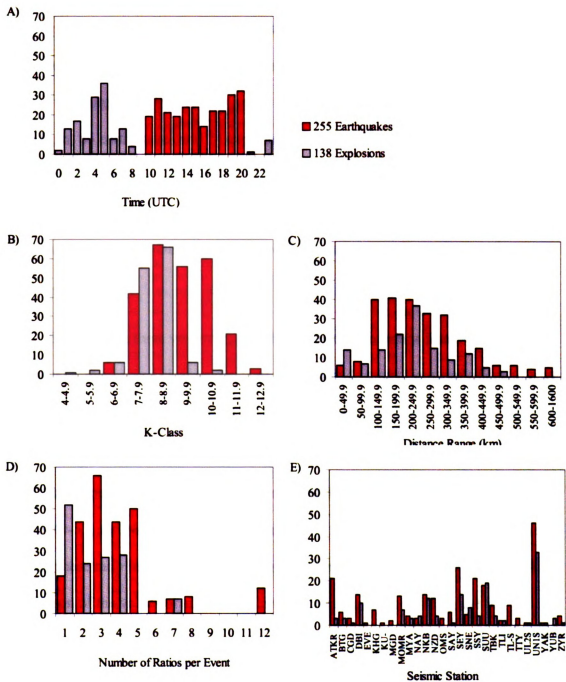 A)
70
60
50
40
30
20
10
0
0 2 4 6 8 10 12 14 16 18 20 22
Time (UTC)
255 Earthquakes
138 Explosions
B)
70
60
50
40
30
20
10
0
4-4.9 5-5.9 6-6.9 7-7.9 8-8.9 9-9.9 10-10.9 11-11.9 12-12.9
K-Class
C)
70
60
50
40
30
20
10
0
0-49.9 50-99.9 100-149.9 150-199.9 200-249.9 250-299.9 300-349.9 350-399.9 400-449.9 450-499.9 500-549.9 550-599.9 600-1600
Distance Range (km)
D)
70
60
50
40
30
20
10
0
1 2 3 4 5 6 7 8 9 10 11 12
Number of Ratios per Event
E)
70
60
50
40
30
20
10
0
ATKR BTG CGD DBI EVE KHG KU- MGD MOMR MYA NAY NKB NZD OMS SAY SEY SNE SSY SUU TBK TLI TL-S TTY UL2S UN1S YAK YUB ZYR
Seismic Station